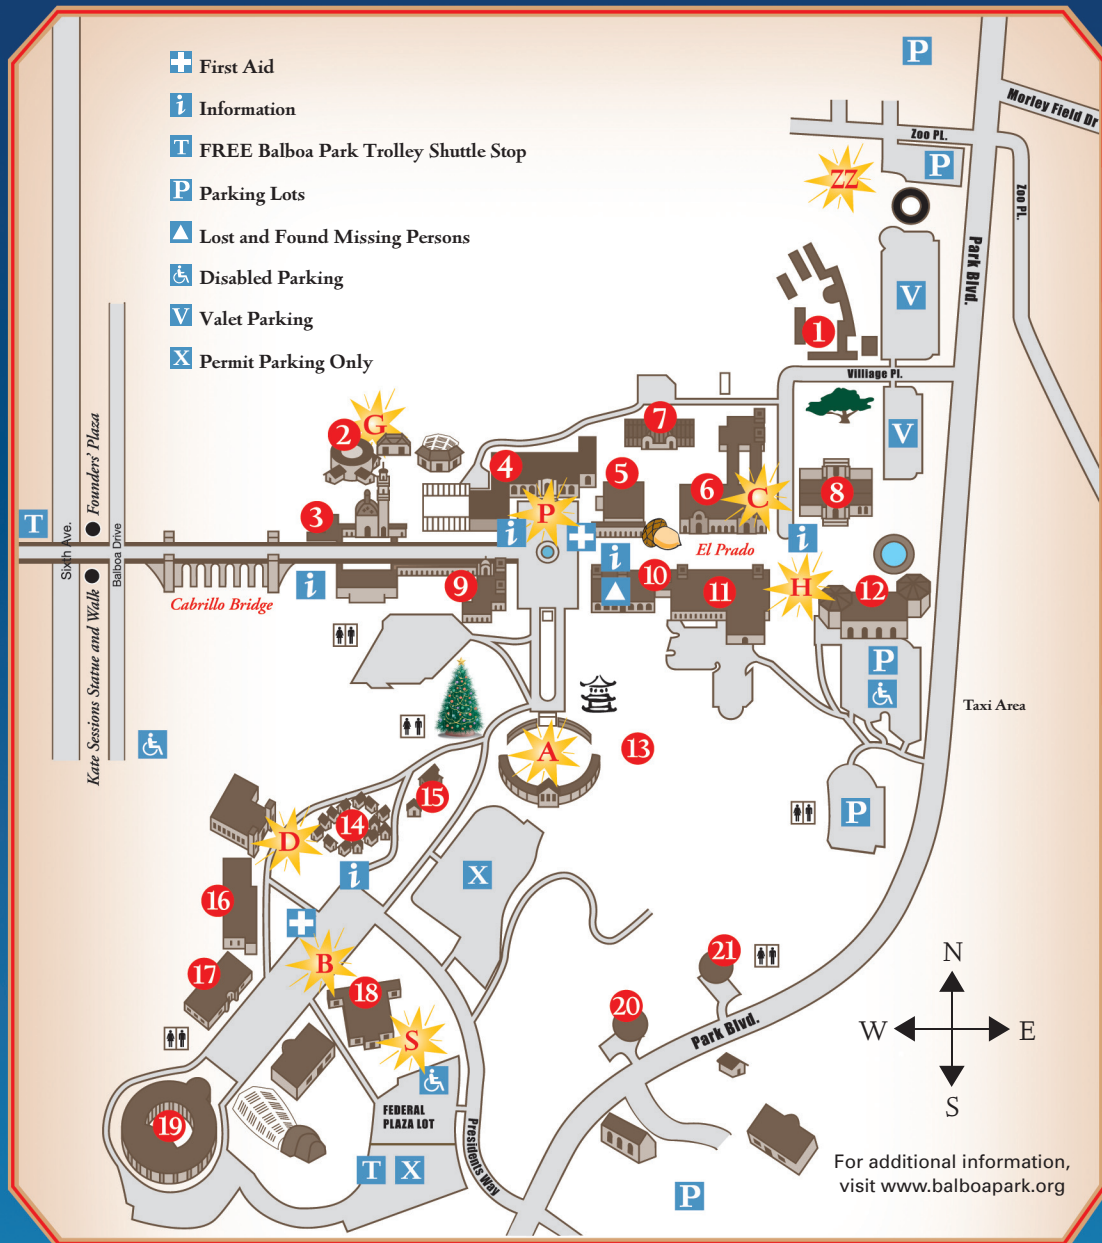 First Aid
i Information
T FREE Balboa Park Trolley Shuttle Stop
P Parking Lots
Lost and Found Missing Persons
Disabled Parking
V Valet Parking
X Permit Parking Only
P
Morley Field Dr
Zoo PL.
P
ZZ
Zoo PL.
Park Blvd.
V
1
Villiage Pl.
V
G
2
7
4
5
6
C
8
3
P
i
i
El Prado
i
T
Sixth Ave.
Founders' Plaza
Balboa Drive
Kate Sessions Statue and Walk
Cabrillo Bridge
i
9
10
11
H
12
P
Taxi Area
A
13
15
14
D
i
X
P
16
B
17
18
S
21
20
Park Blvd.
N
W
E
S
19
FEDERAL
PLAZA LOT
Presidents Way
T X
P
For additional information,
visit www.balboapark.org